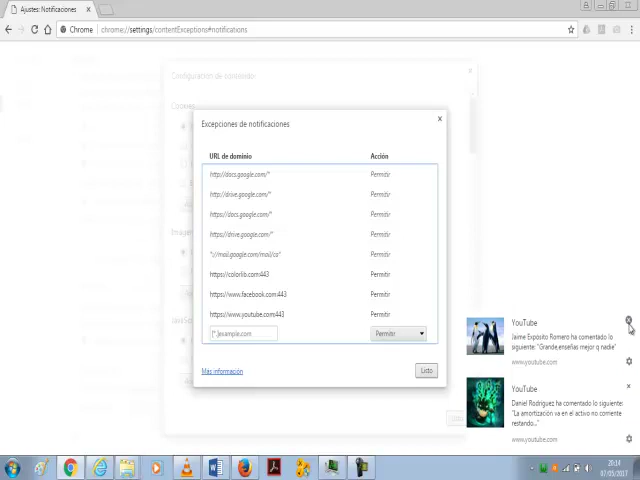 Ajustes: Notificaciones
Chrome
chrome://settings/contentExceptions#notifications
Configuración de contenido
Cookies
Excepciones de notificaciones
URL de dominio Acción
http://docs.google.com/* Permitir
http://drive.google.com/* Permitir
https://docs.google.com/* Permitir
https://drive.google.com/* Permitir
*://mail.google.com/mail/ca* Permitir
https://colorlib.com:443 Permitir
https://www.facebook.com:443 Permitir
https://www.youtube.com:443 Permitir
[*.]example.com Permitir
Más información
Listo
JavaScript
YouTube
Jaime Exposito Romero ha comentado lo
siguiente: "Grande,enseñas mejor q nadie"
www.youtube.com
YouTube
Daniel Rodriguez ha comentado lo siguiente:
"La amortización va en el activo no corriente
restando..."
www.youtube.com
20:14
07/05/2017